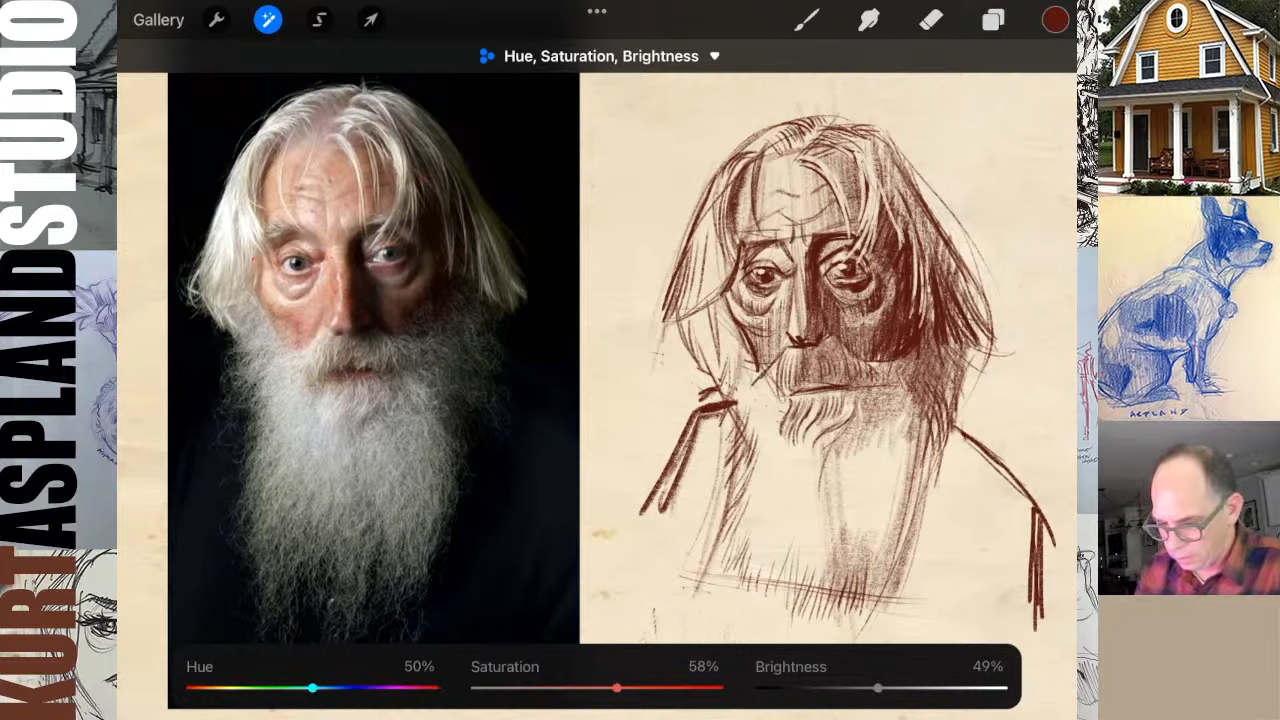 KURT ASPLAND STUDIO
Gallery
Hue, Saturation, Brightness
Hue 50% Saturation 58% Brightness 49%
ASPLAND